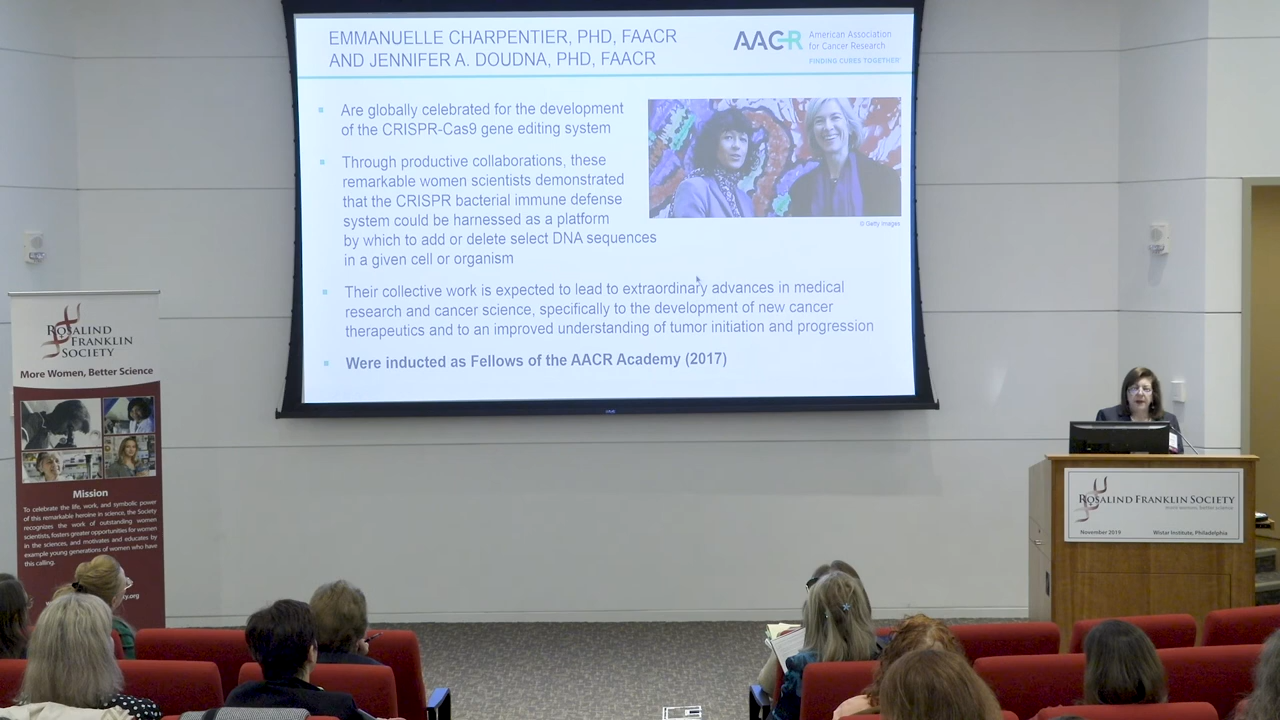 EMMANUELLE CHARPENTIER, PHD, FAACR
AND JENNIFER A. DOUDNA, PHD, FAACR
AACR
American Association
for Cancer Research
FINDING CURES TOGETHER
Are globally celebrated for the development
of the CRISPR-Cas9 gene editing system
Through productive collaborations, these
remarkable women scientists demonstrated
that the CRISPR bacterial immune defense
system could be harnessed as a platform
by which to add or delete select DNA sequences
in a given cell or organism
© Getty Images
Their collective work is expected to lead to extraordinary advances in medical
research and cancer science, specifically to the development of new cancer
therapeutics and to an improved understanding of tumor initiation and progression
Were inducted as Fellows of the AACR Academy (2017)
ROSALIND
FRANKLIN
SOCIETY
More Women, Better Science
Mission
To celebrate the life, work, and symbolic power
of this remarkable heroine in science, the Society
recognizes the work of outstanding women
scientists, fosters greater opportunities for women
in the sciences, and motivates and educates by
example young generations of women who have
this calling.
ROSALIND FRANKLIN SOCIETY
more women, better science
November 2019 Wistar Institute, Philadelphia